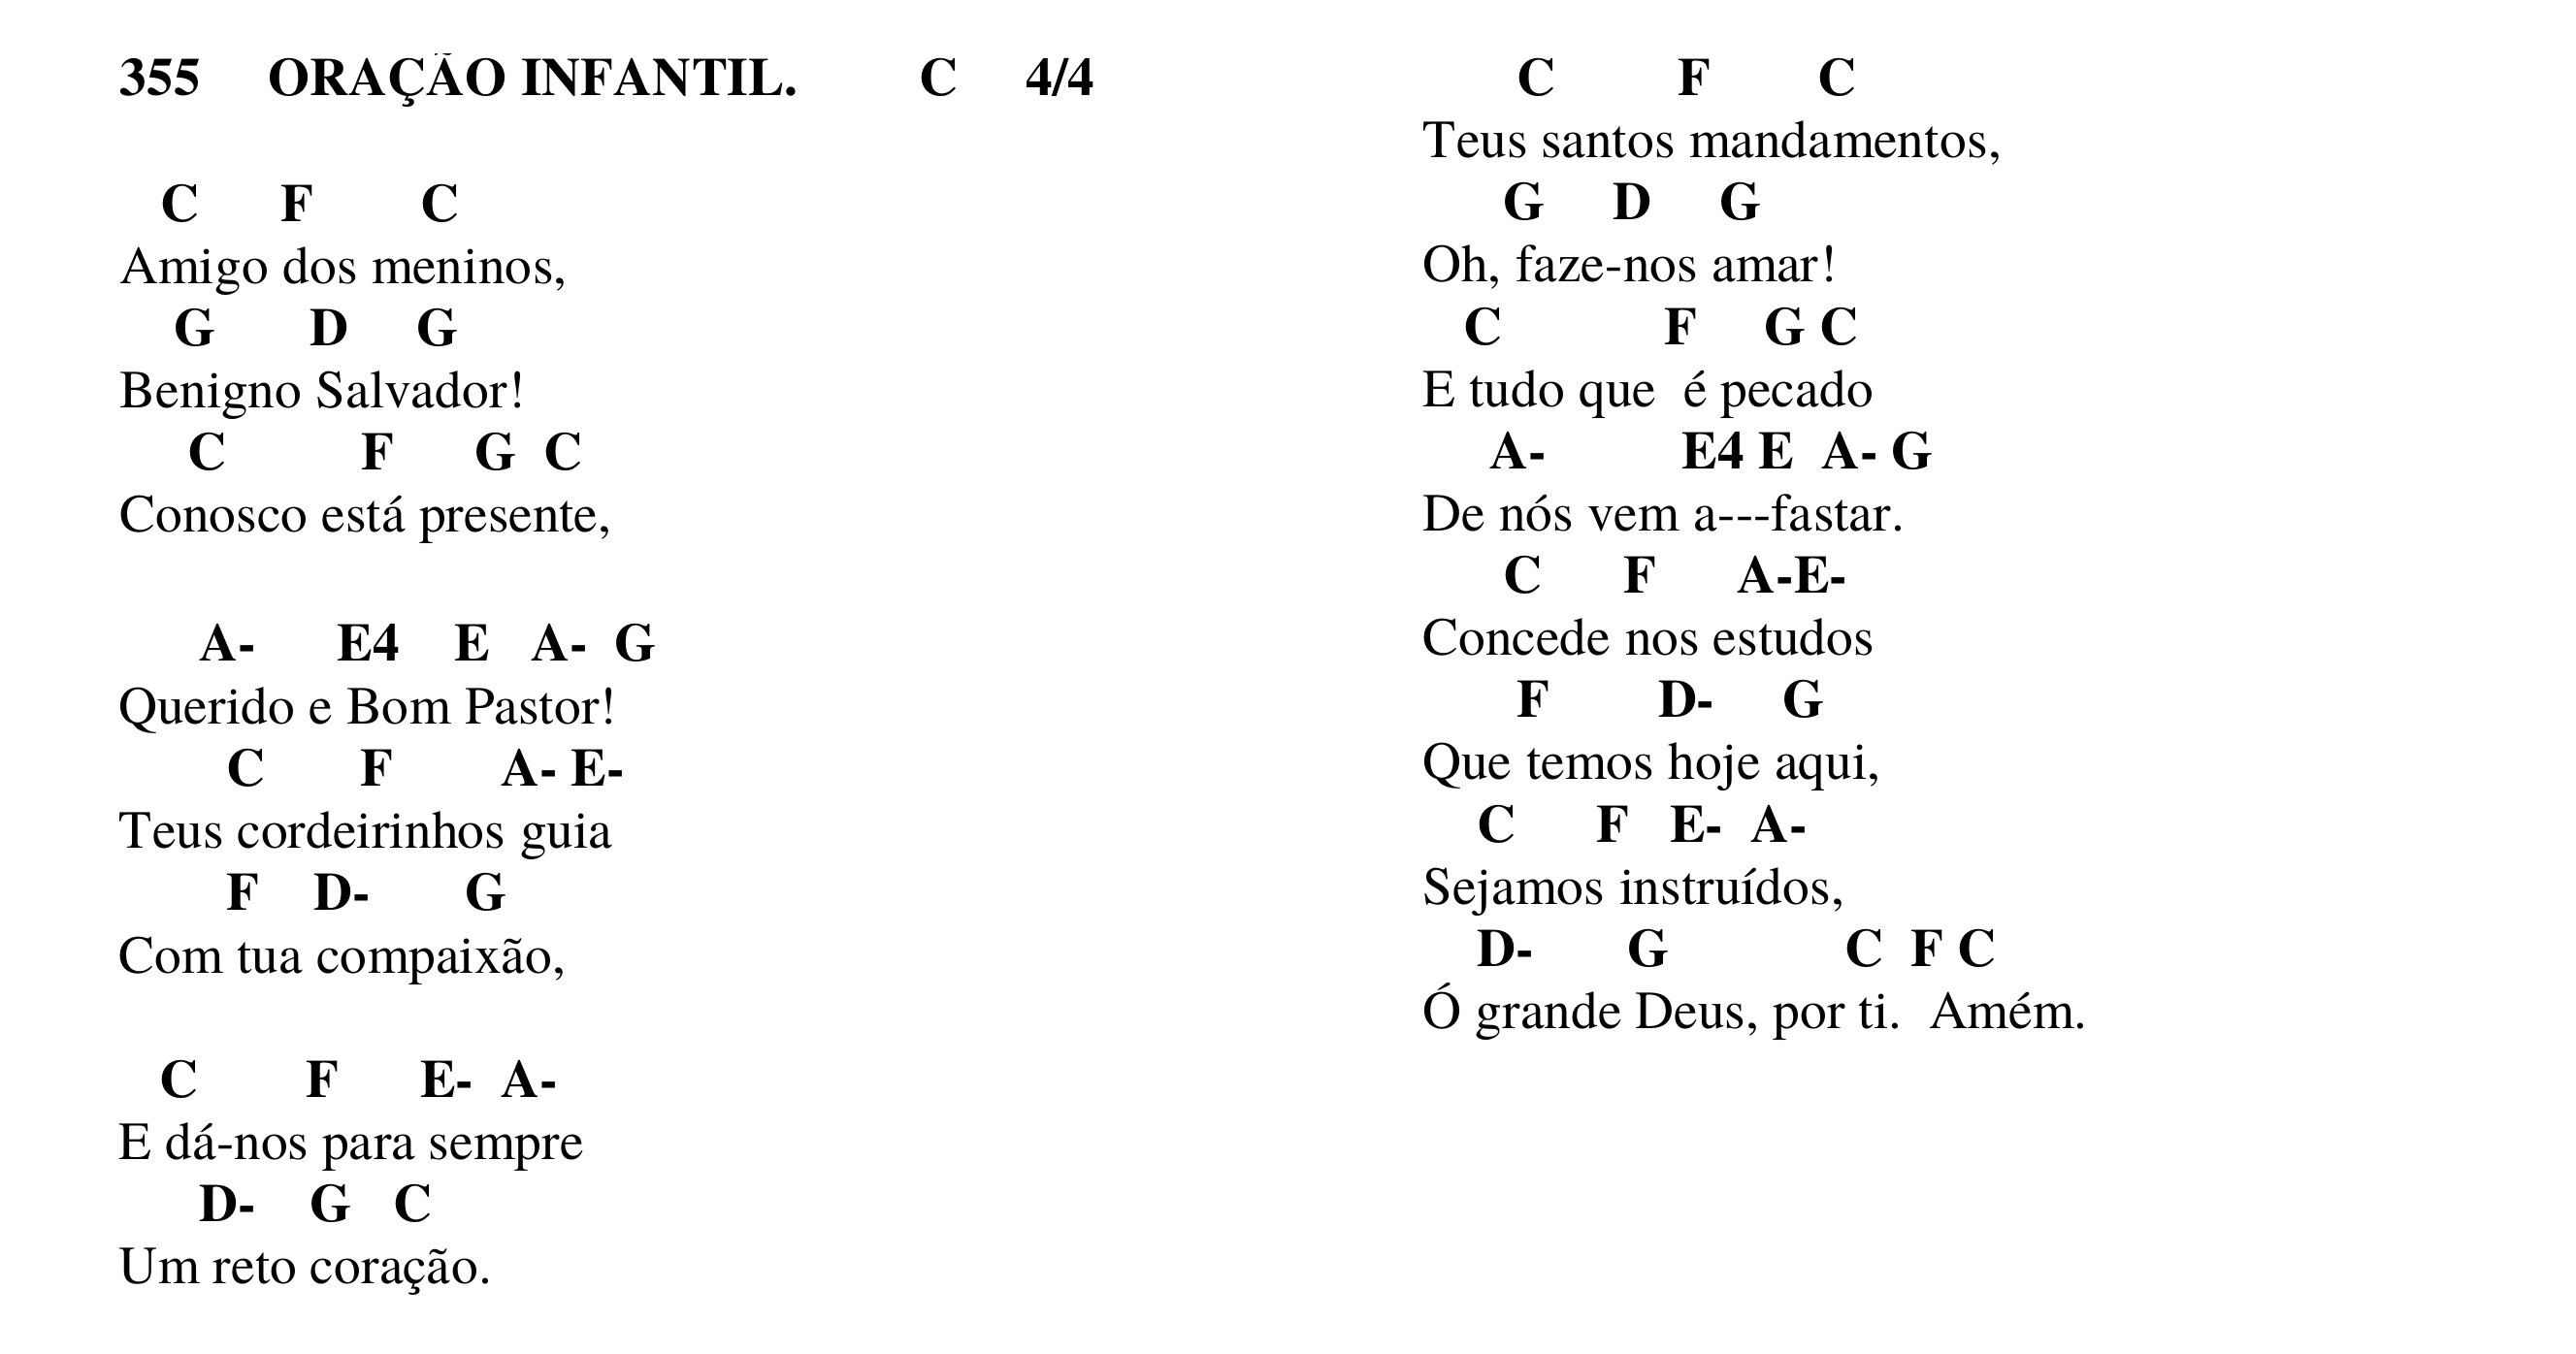 355 ORAÇÃO INFANTIL. C 4/4
C F C
Amigo dos meninos,
G D G
Benigno Salvador!
C F G C
Conosco está presente,
A- E4 E A- G
Querido e Bom Pastor!
C F A- E-
Teus cordeirinhos guia
F D- G
Com tua compaixão,
C F E- A-
E dá-nos para sempre
D- G C
Um reto coração.
C F C
Teus santos mandamentos,
G D G
Oh, faze-nos amar!
C F G C
E tudo que é pecado
A- E4 E A- G
De nós vem a---fastar.
C F A-E-
Concede nos estudos
F D- G
Que temos hoje aqui,
C F E- A-
Sejamos instruídos,
D- G C F C
Ó grande Deus, por ti. Amém.